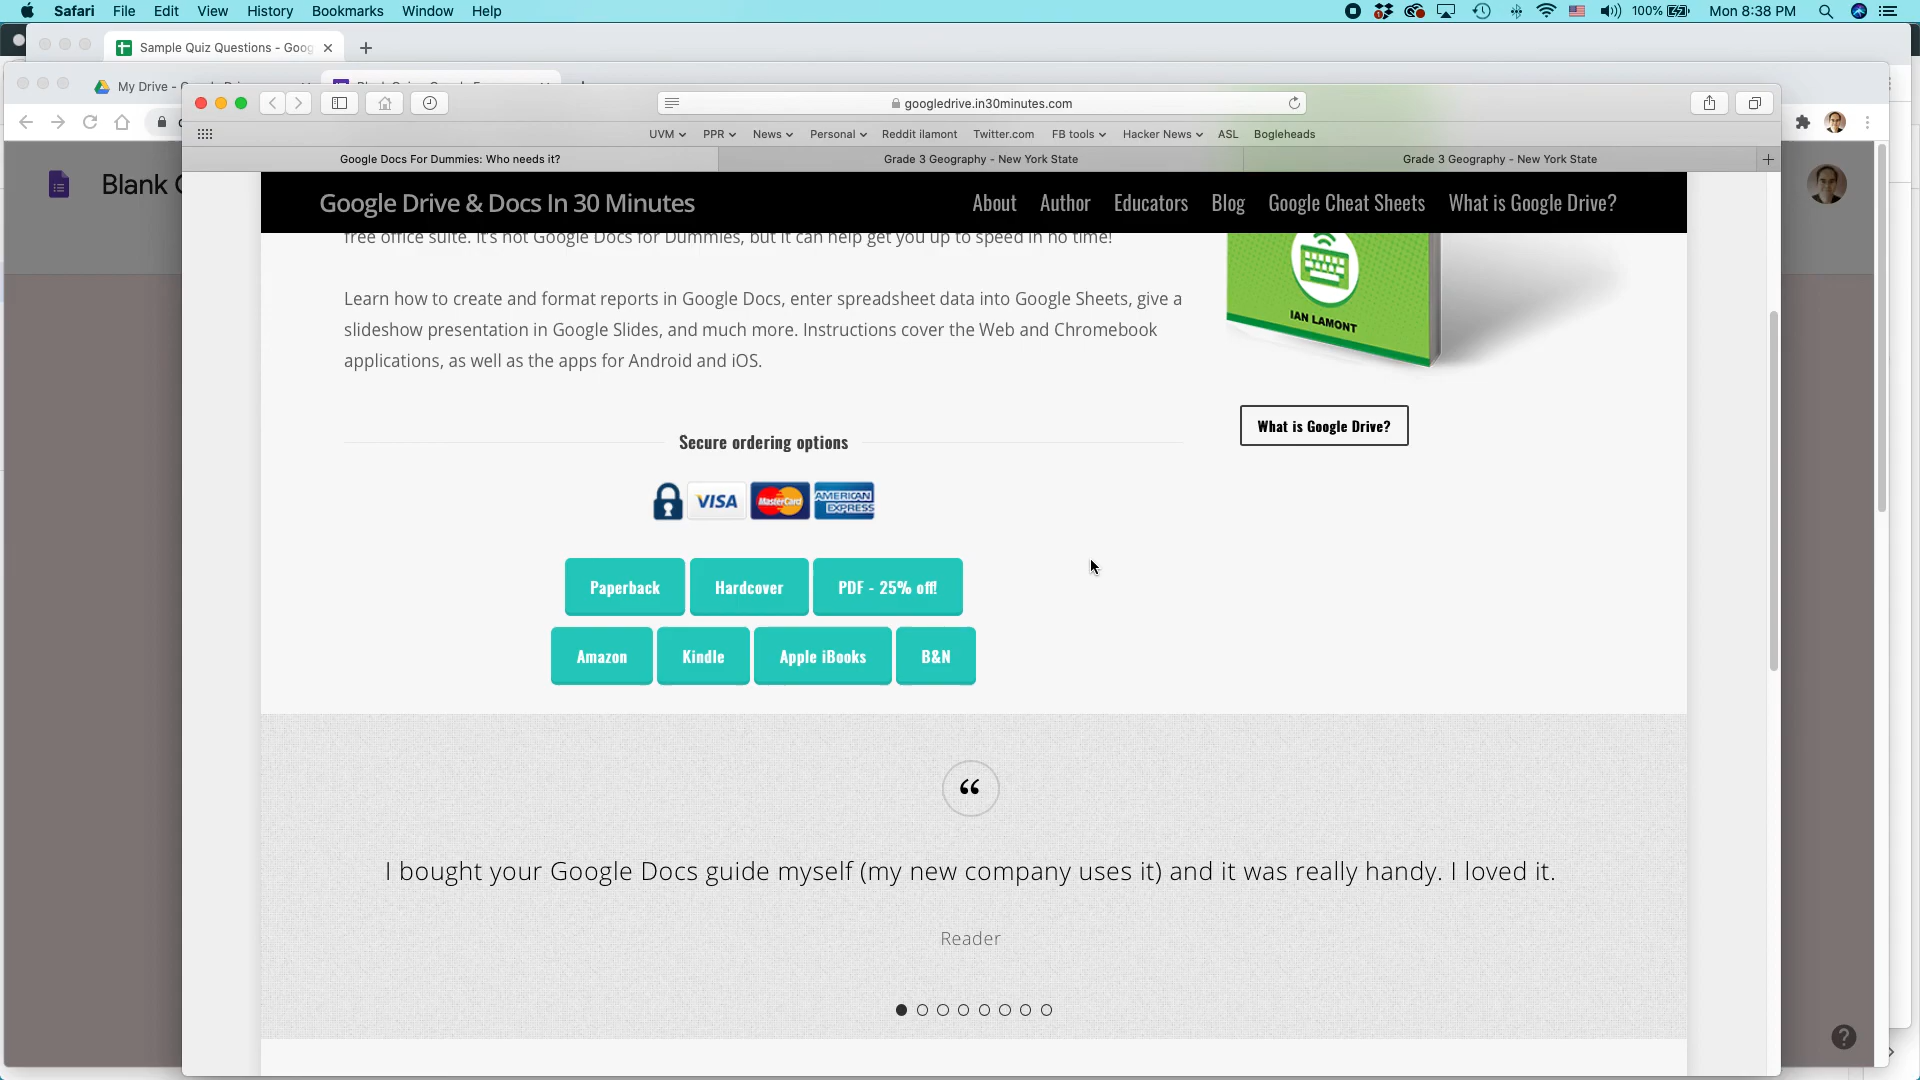 Safari File Edit View History Bookmarks Window Help 100% Mon 8:38 PM
Sample Quiz Questions - Goog
My Drive -
googledrive.in30minutes.com
UVM PPR News Personal Reddit ilamont Twitter.com FB tools Hacker News ASL Bogleheads
Google Docs For Dummies: Who needs it? Grade 3 Geography - New York State Grade 3 Geography - New York State
Blank
Google Drive & Docs In 30 Minutes About Author Educators Blog Google Cheat Sheets What is Google Drive?
free office suite. It's not Google Docs for Dummies, but it can help get you up to speed in no time!
Learn how to create and format reports in Google Docs, enter spreadsheet data into Google Sheets, give a
slideshow presentation in Google Slides, and much more. Instructions cover the Web and Chromebook
applications, as well as the apps for Android and iOS.
IAN LAMONT
What is Google Drive?
Secure ordering options
VISA MasterCard AMERICAN EXPRESS
Paperback Hardcover PDF - 25% off!
Amazon Kindle Apple iBooks B&N
“
I bought your Google Docs guide myself (my new company uses it) and it was really handy. I loved it.
Reader